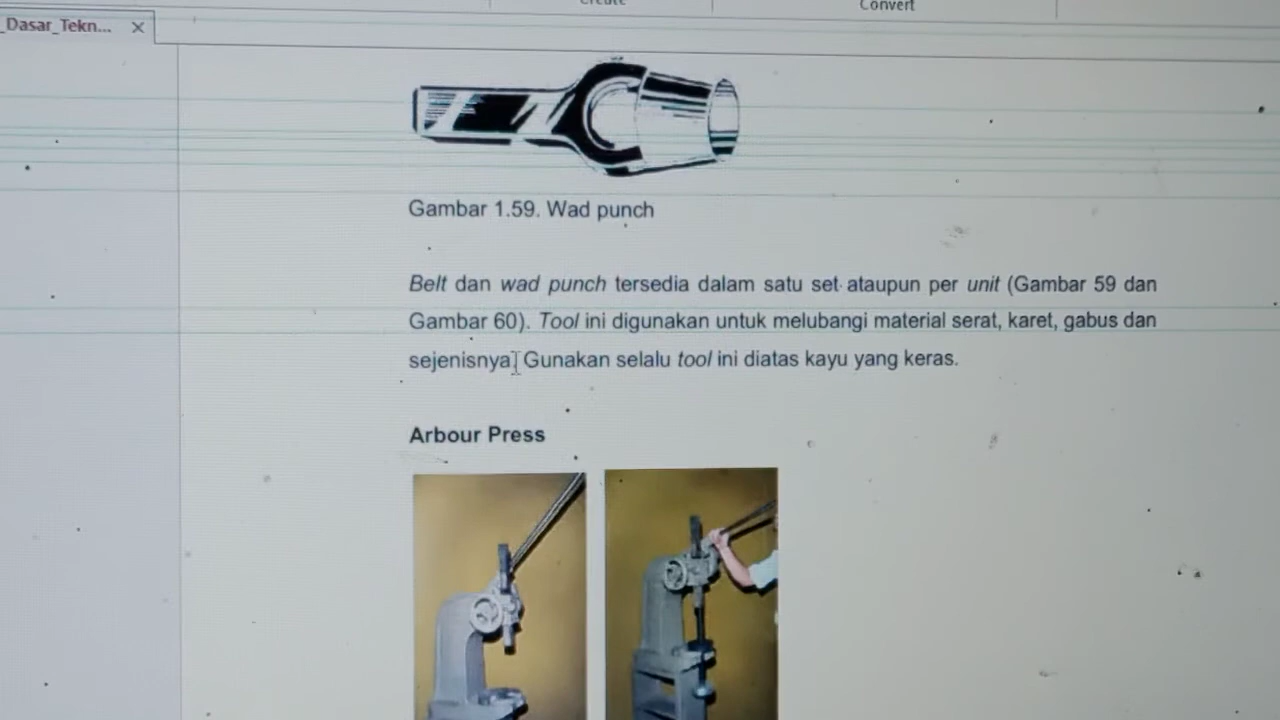 Convert
_Dasar_Tekn...
Gambar 1.59. Wad punch
Belt dan wad punch tersedia dalam satu set ataupun per unit (Gambar 59 dan
Gambar 60). Tool ini digunakan untuk melubangi material serat, karet, gabus dan
sejenisnya. Gunakan selalu tool ini diatas kayu yang keras.
Arbour Press